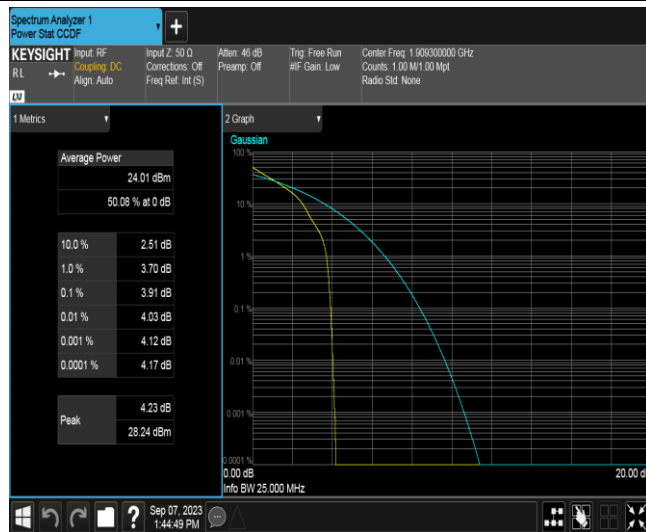 Spectrum Analyzer 1
Power Stat CCDF
+
KEYSIGHT
RL
LXI
Input: RF
Coupling: DC
Align: Auto
Input Z: 50 Ω
Corrections: Off
Freq Ref: Int (S)
Atten: 46 dB
Preamp: Off
Trig: Free Run
#IF Gain: Low
Center Freq: 1.909300000 GHz
Counts: 1.00 M/1.00 Mpt
Radio Std: None
1 Metrics
Average Power
24.01 dBm
50.08 % at 0 dB
10.0 % 2.51 dB
1.0 % 3.70 dB
0.1 % 3.91 dB
0.01 % 4.03 dB
0.001 % 4.12 dB
0.0001 % 4.17 dB
Peak
4.23 dB
28.24 dBm
2 Graph
Gaussian
100 %
10 %
1 %
0.1 %
0.01 %
0.001 %
0.0001 %
0.00 dB
20.00 d
Info BW 25.000 MHz
?
Sep 07, 2023
1:44:49 PM